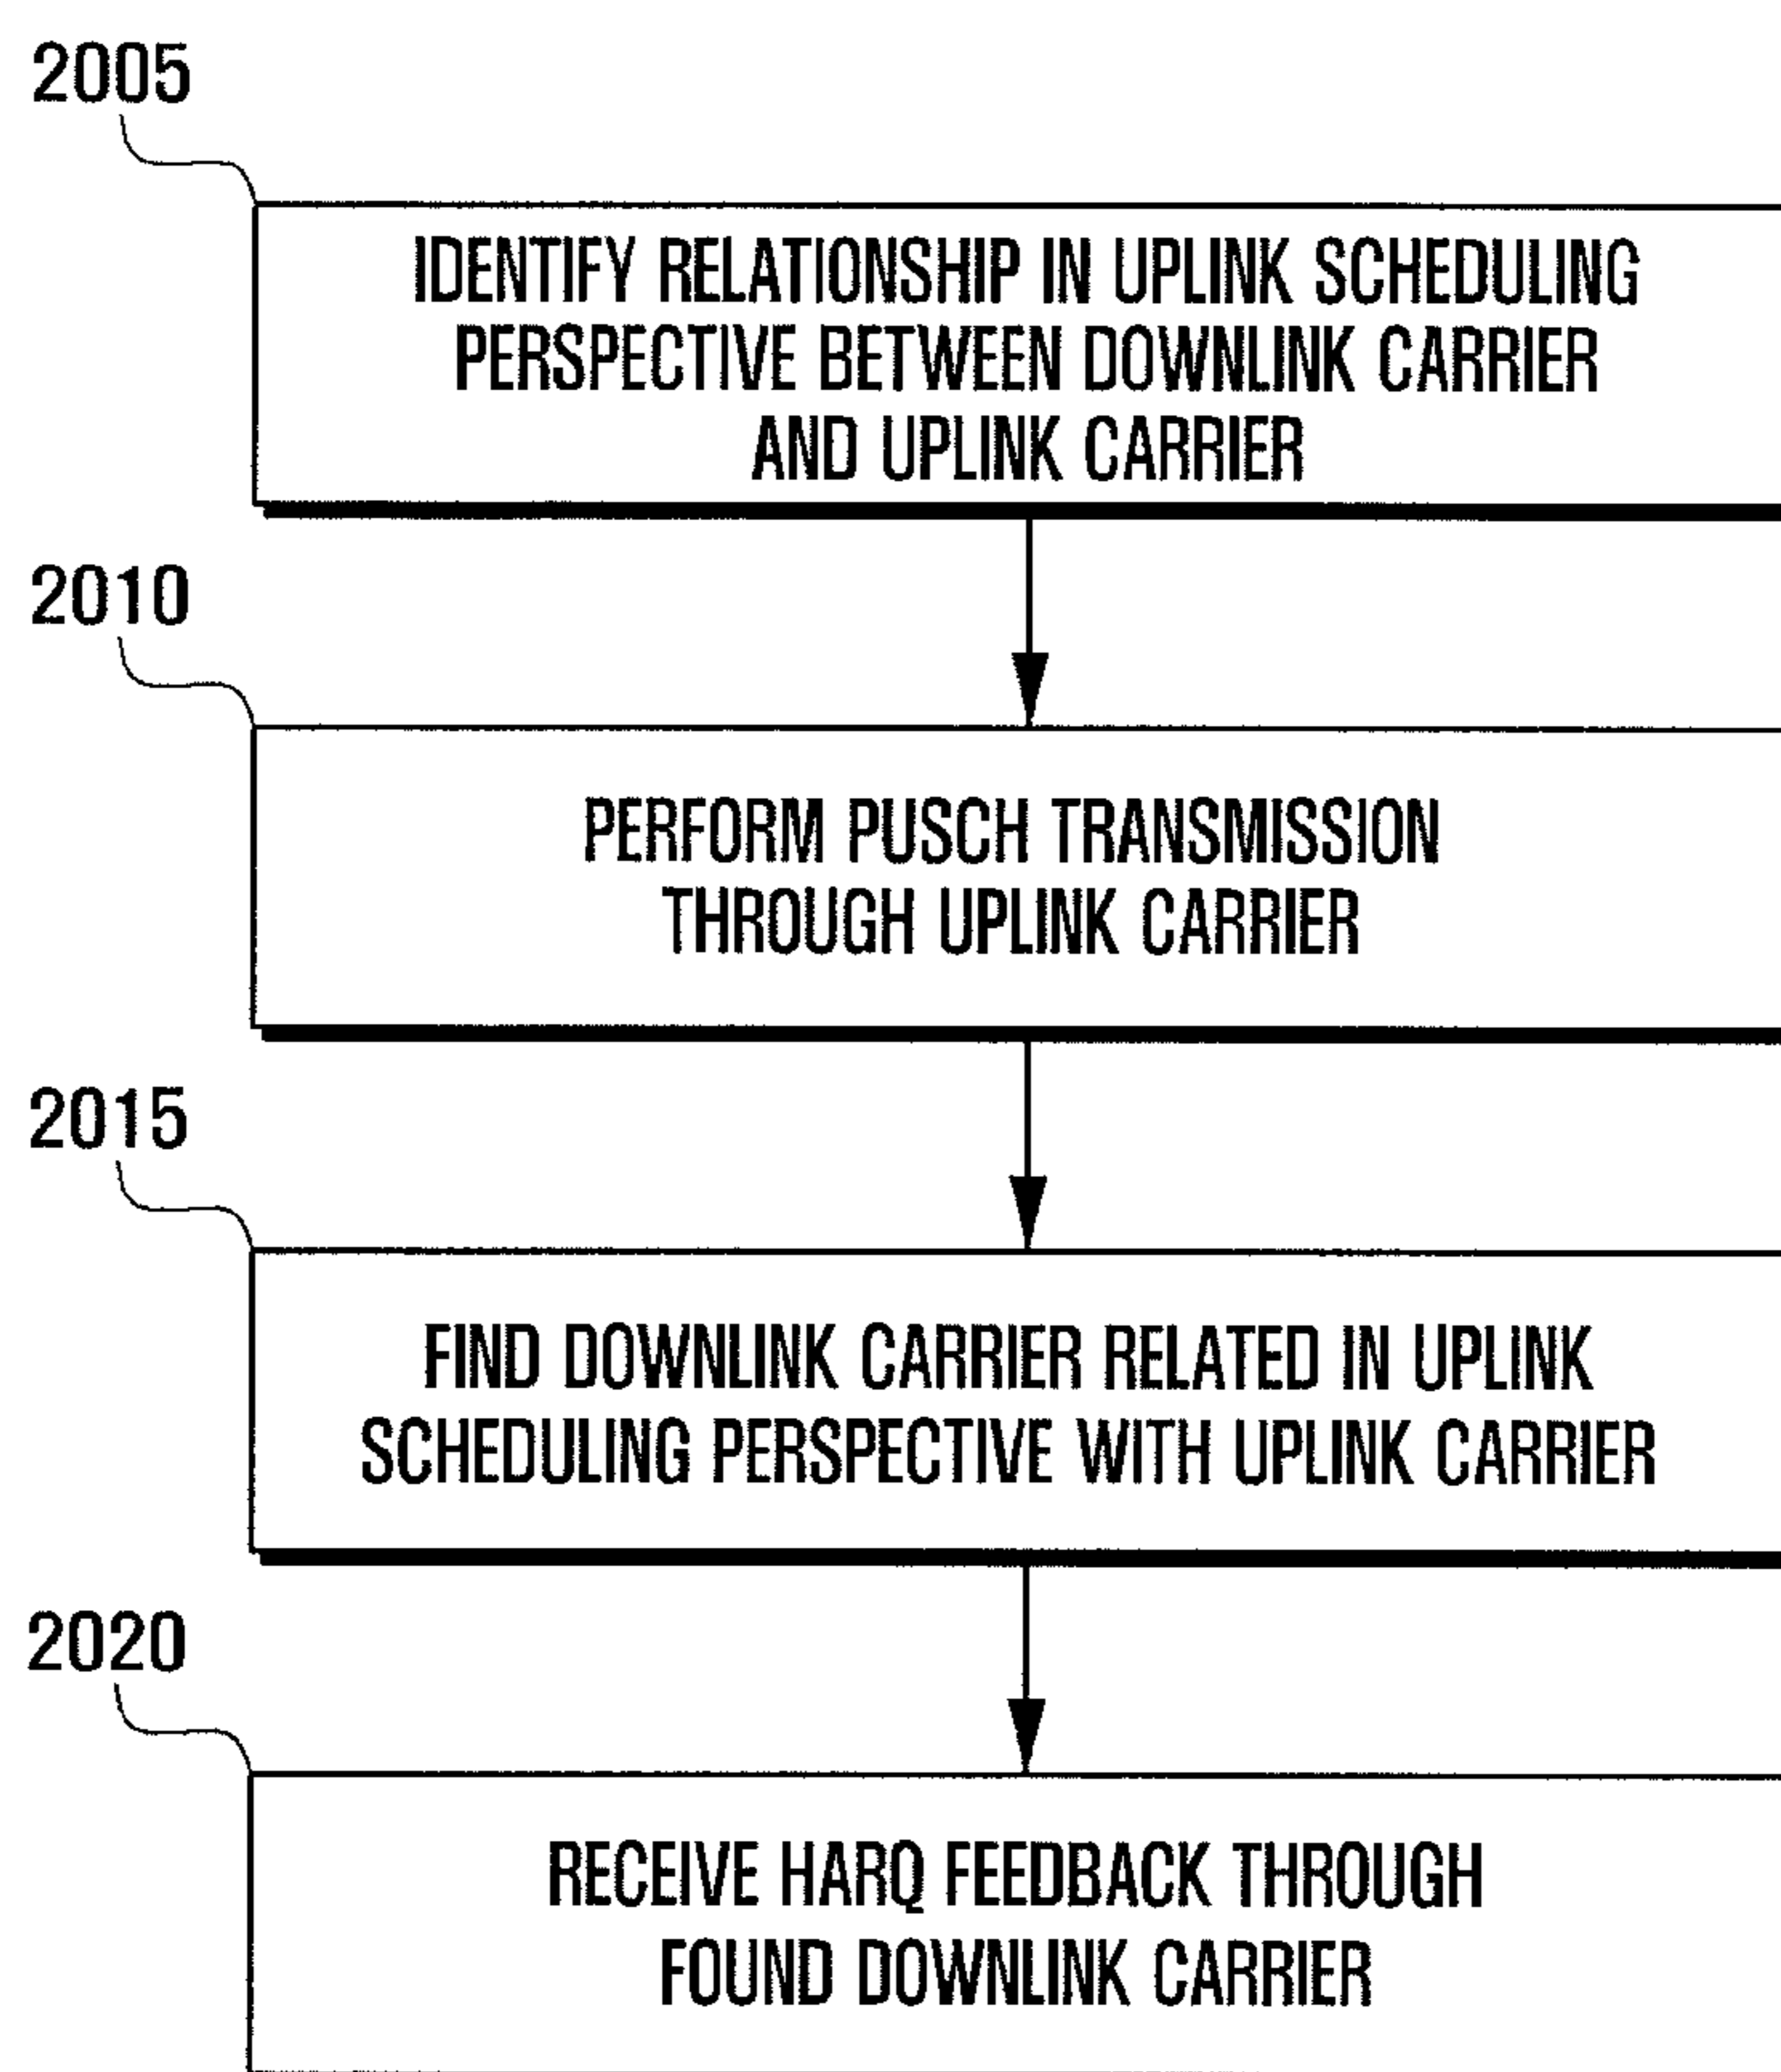 2005
IDENTIFY RELATIONSHIP IN UPLINK SCHEDULING
PERSPECTIVE BETWEEN DOWNLINK CARRIER
AND UPLINK CARRIER
2010
PERFORM PUSCH TRANSMISSION
THROUGH UPLINK CARRIER
2015
FIND DOWNLINK CARRIER RELATED IN UPLINK
SCHEDULING PERSPECTIVE WITH UPLINK CARRIER
2020
RECEIVE HARQ FEEDBACK THROUGH
FOUND DOWNLINK CARRIER